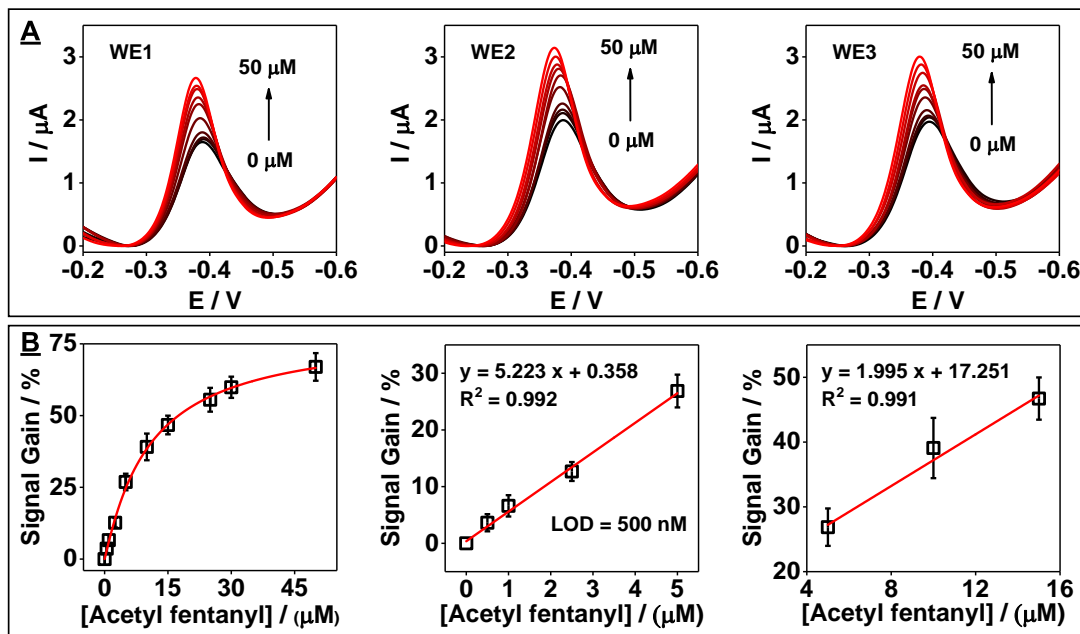 A
WE1
50 μM
0 μM
I / μA
3
2
1
0
-0.2 -0.3 -0.4 -0.5 -0.6
E / V
WE2
50 μM
0 μM
I / μA
3
2
1
0
-0.2 -0.3 -0.4 -0.5 -0.6
E / V
WE3
50 μM
0 μM
I / μA
3
2
1
0
-0.2 -0.3 -0.4 -0.5 -0.6
E / V
B
Signal Gain / %
75
50
25
0
0 15 30 45
[Acetyl fentanyl] / (μM)
y = 5.223 x + 0.358
R² = 0.992
LOD = 500 nM
Signal Gain / %
30
20
10
0
0 1 2 3 4 5
[Acetyl fentanyl] / (μM)
y = 1.995 x + 17.251
R² = 0.991
Signal Gain / %
50
40
30
20
4 8 12 16
[Acetyl fentanyl] / (μM)